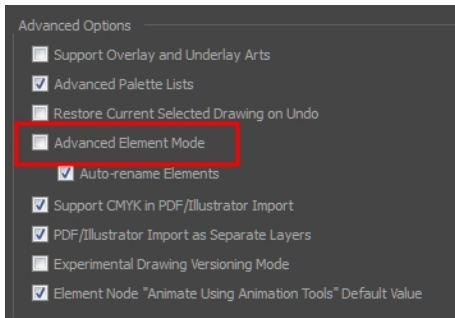 Advanced Options
Support Overlay and Underlay Arts
Advanced Palette Lists
Restore Current Selected Drawing on Undo
Advanced Element Mode
Auto-rename Elements
Support CMYK in PDF/Illustrator Import
PDF/Illustrator Import as Separate Layers
Experimental Drawing Versioning Mode
Element Node "Animate Using Animation Tools" Default Value